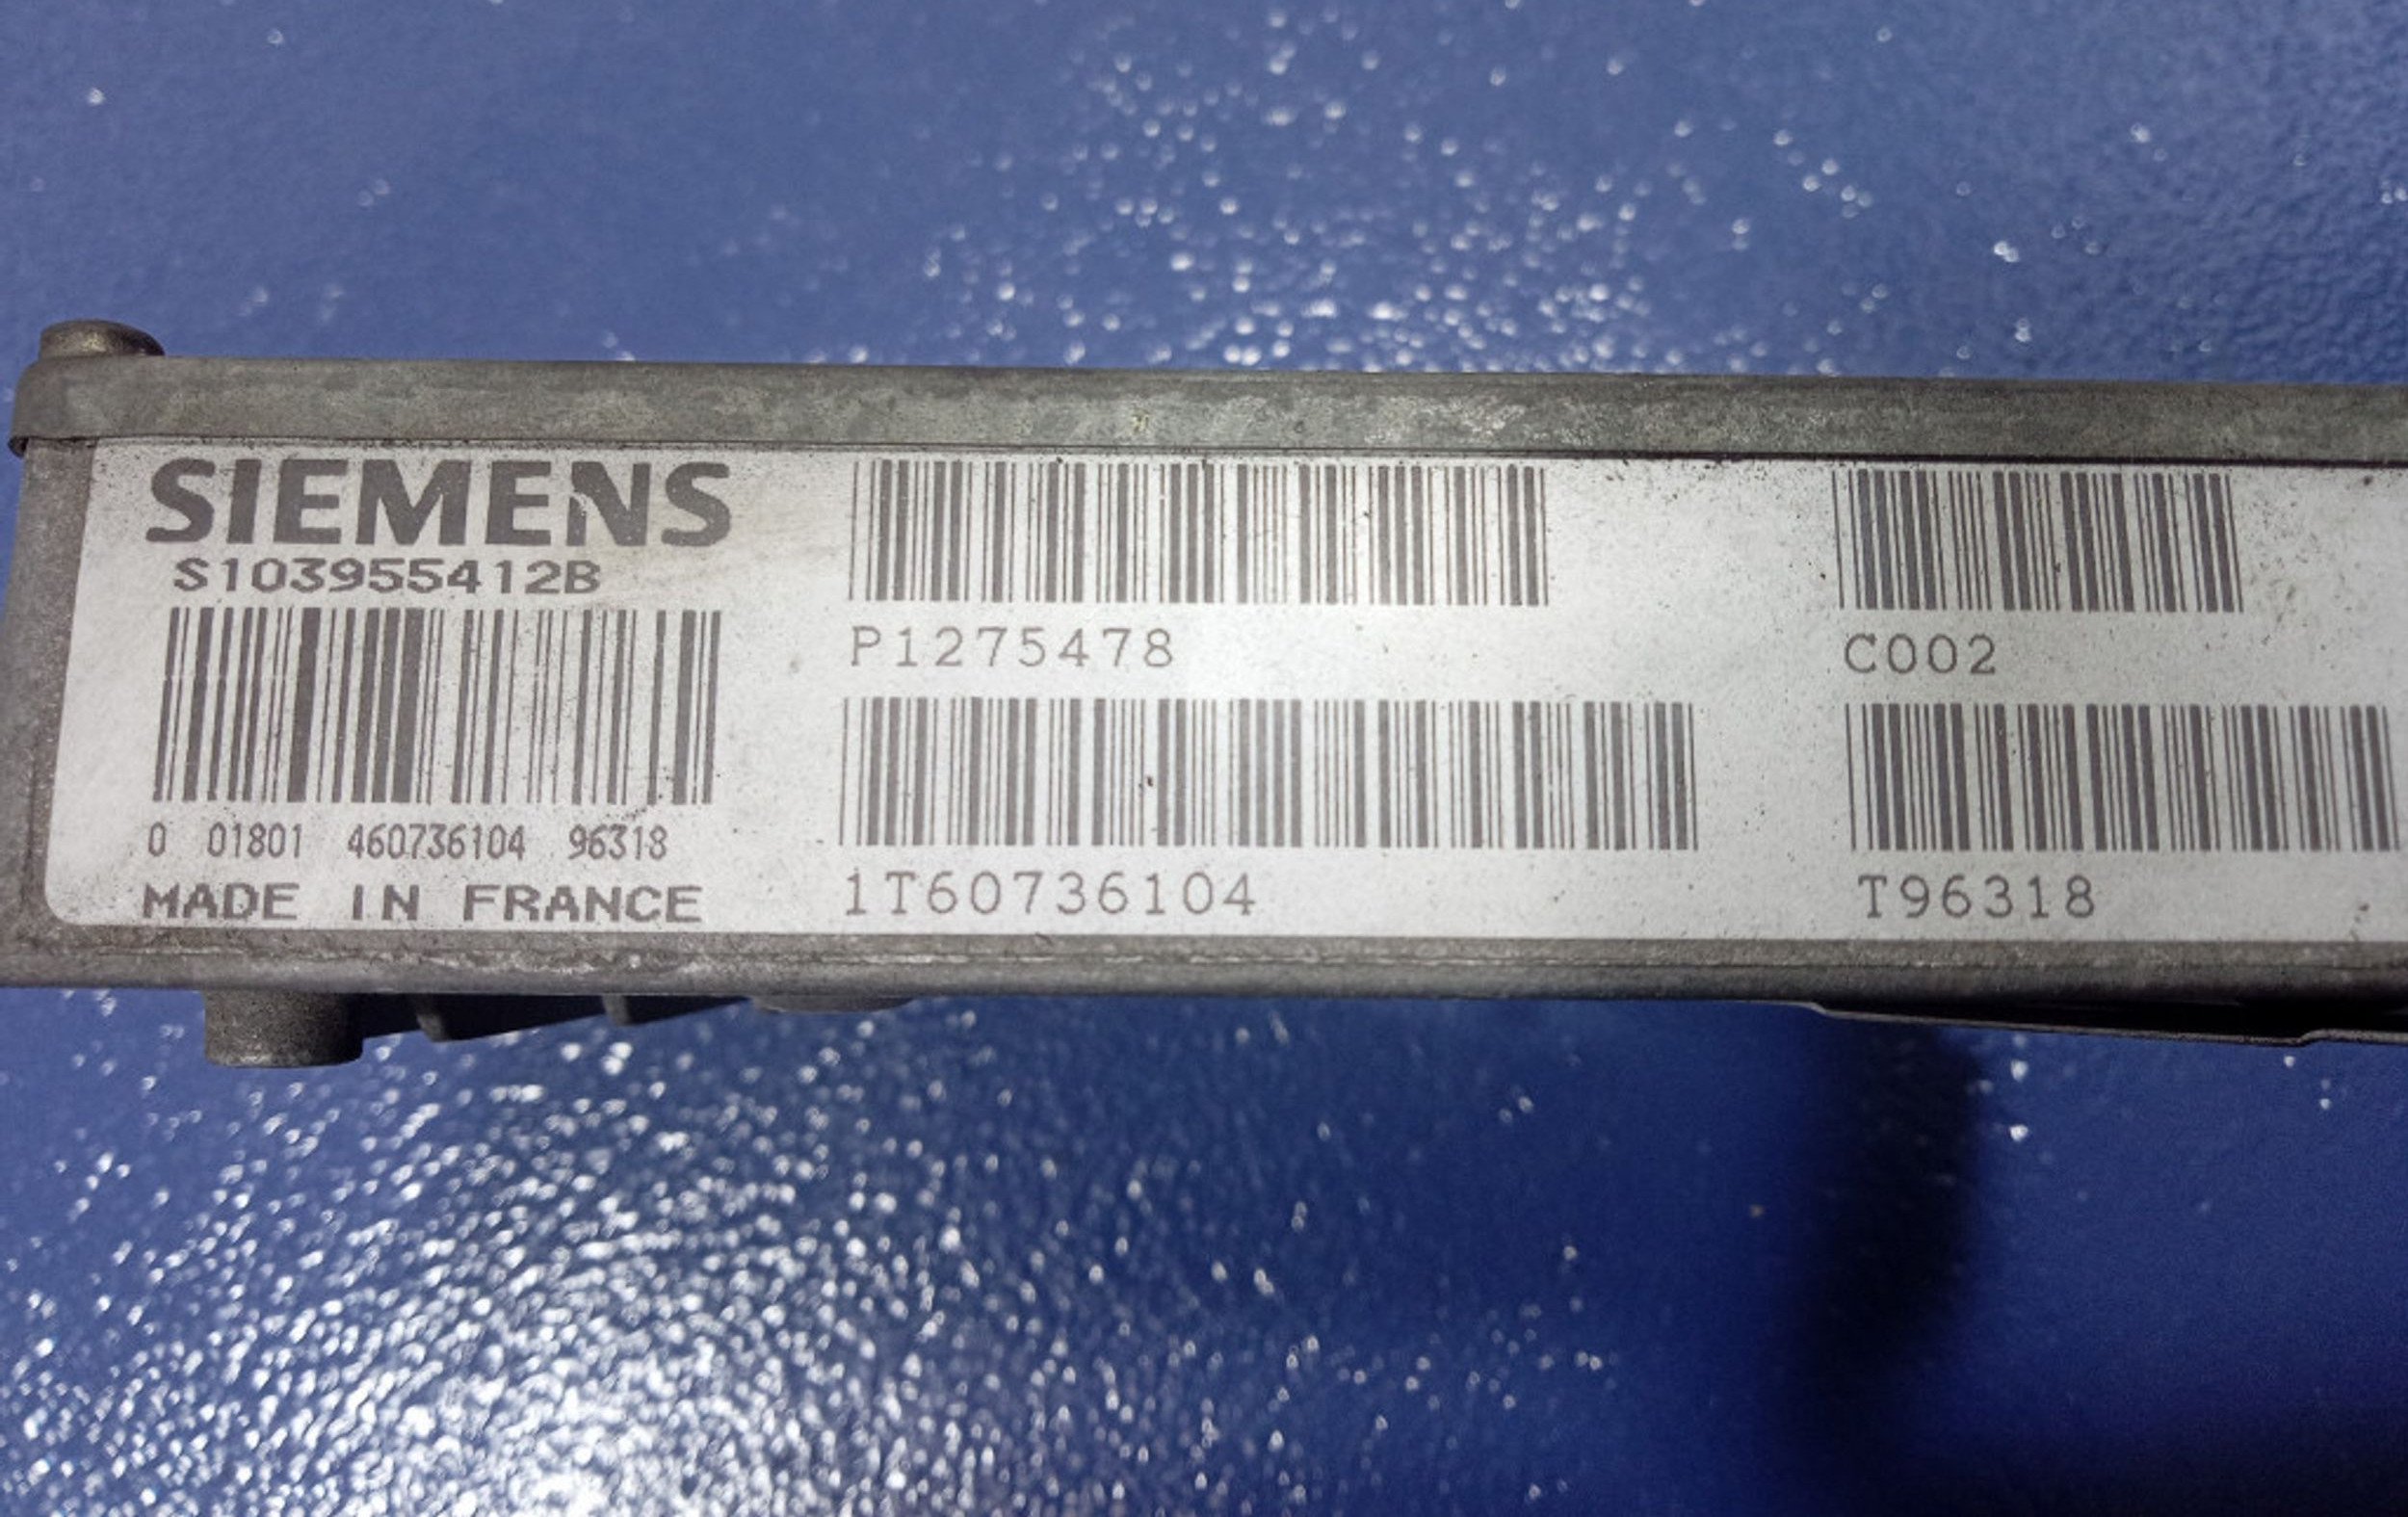 SIEMENS
S103955412B
0 01801 460736104 96318
MADE IN FRANCE
P1275478
1T60736104
C002
T96318